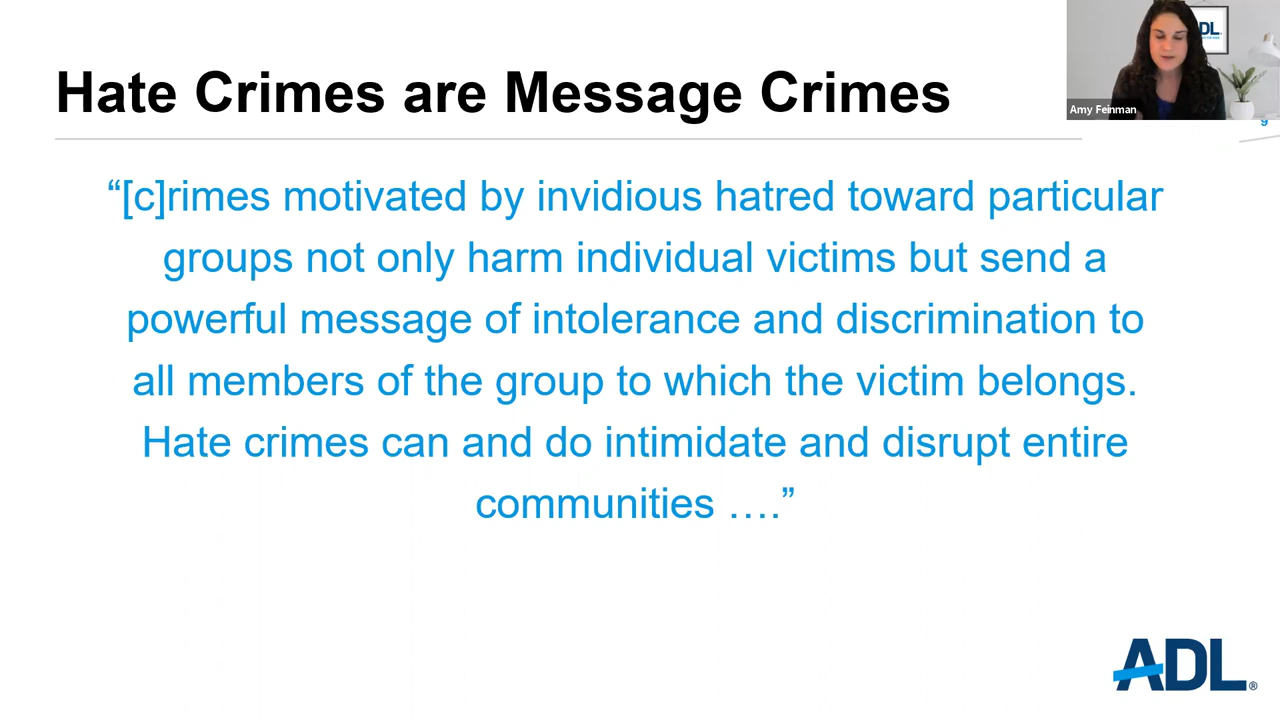 Hate Crimes are Message Crimes
DL
Amy Feinman
9
“[c]rimes motivated by invidious hatred toward particular
groups not only harm individual victims but send a
powerful message of intolerance and discrimination to
all members of the group to which the victim belongs.
Hate crimes can and do intimidate and disrupt entire
communities ….”
ADL®